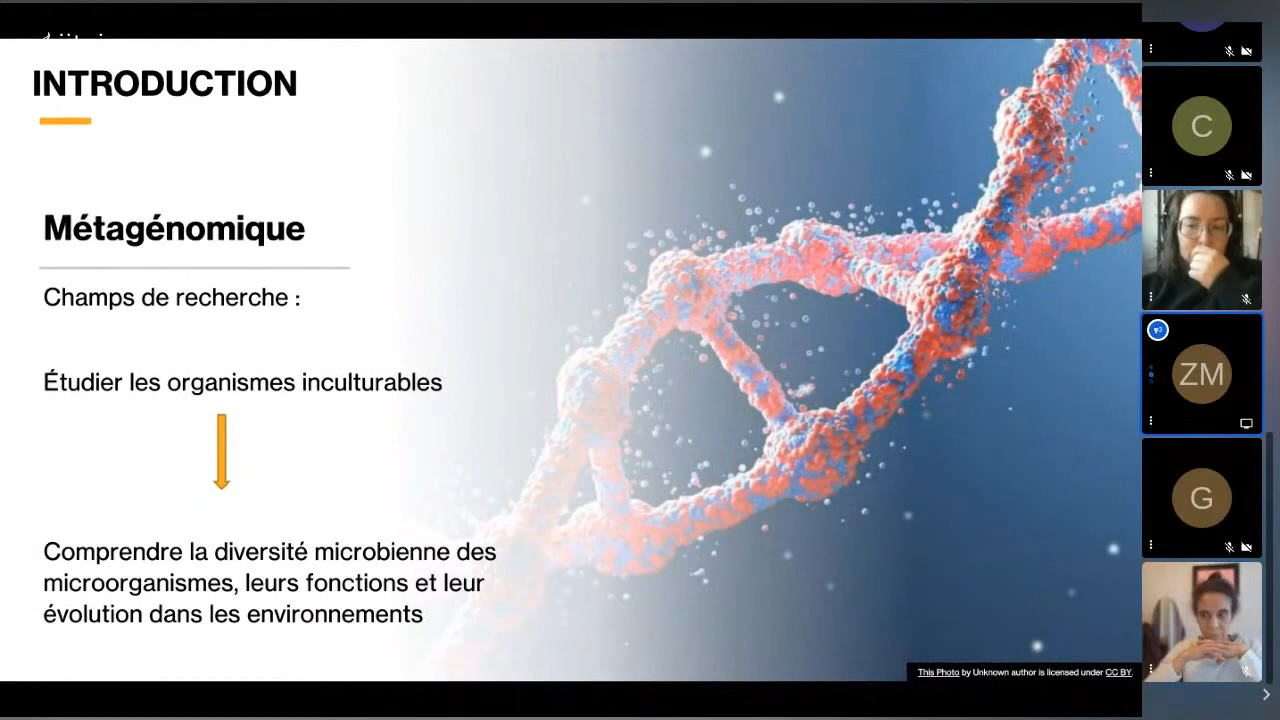 INTRODUCTION
Métagénomique
Champs de recherche :
Étudier les organismes inculturables
Comprendre la diversité microbienne des
microorganismes, leurs fonctions et leur
évolution dans les environnements
This Photo by Unknown author is licensed under CC BY.
C
ZM
G